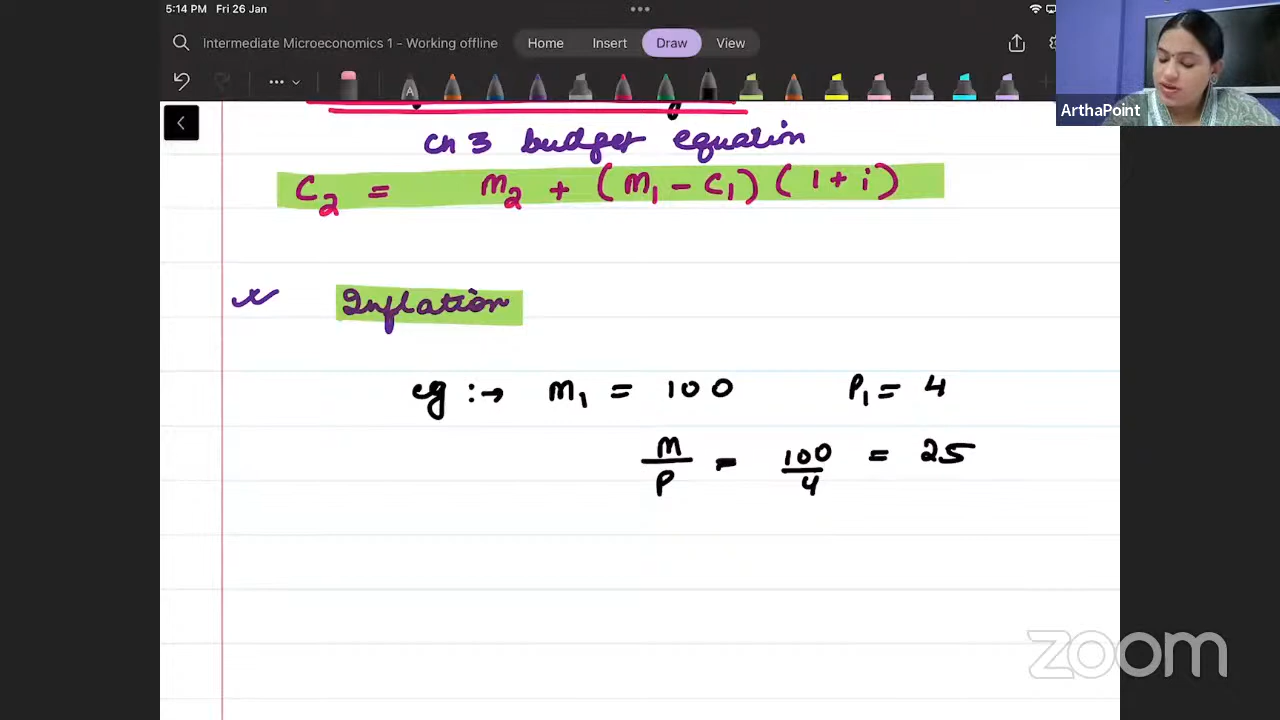 5:14 PM Fri 26 Jan
Intermediate Microeconomics 1 - Working offline Home Insert Draw View
A
ArthaPoint
ch 3 budget equation
C₂ = m₂ + (m₁ - C₁) (1 + i)
Inflation
eg :→ m₁ = 100 P₁ = 4
M/P = 100/4 = 25
zoom